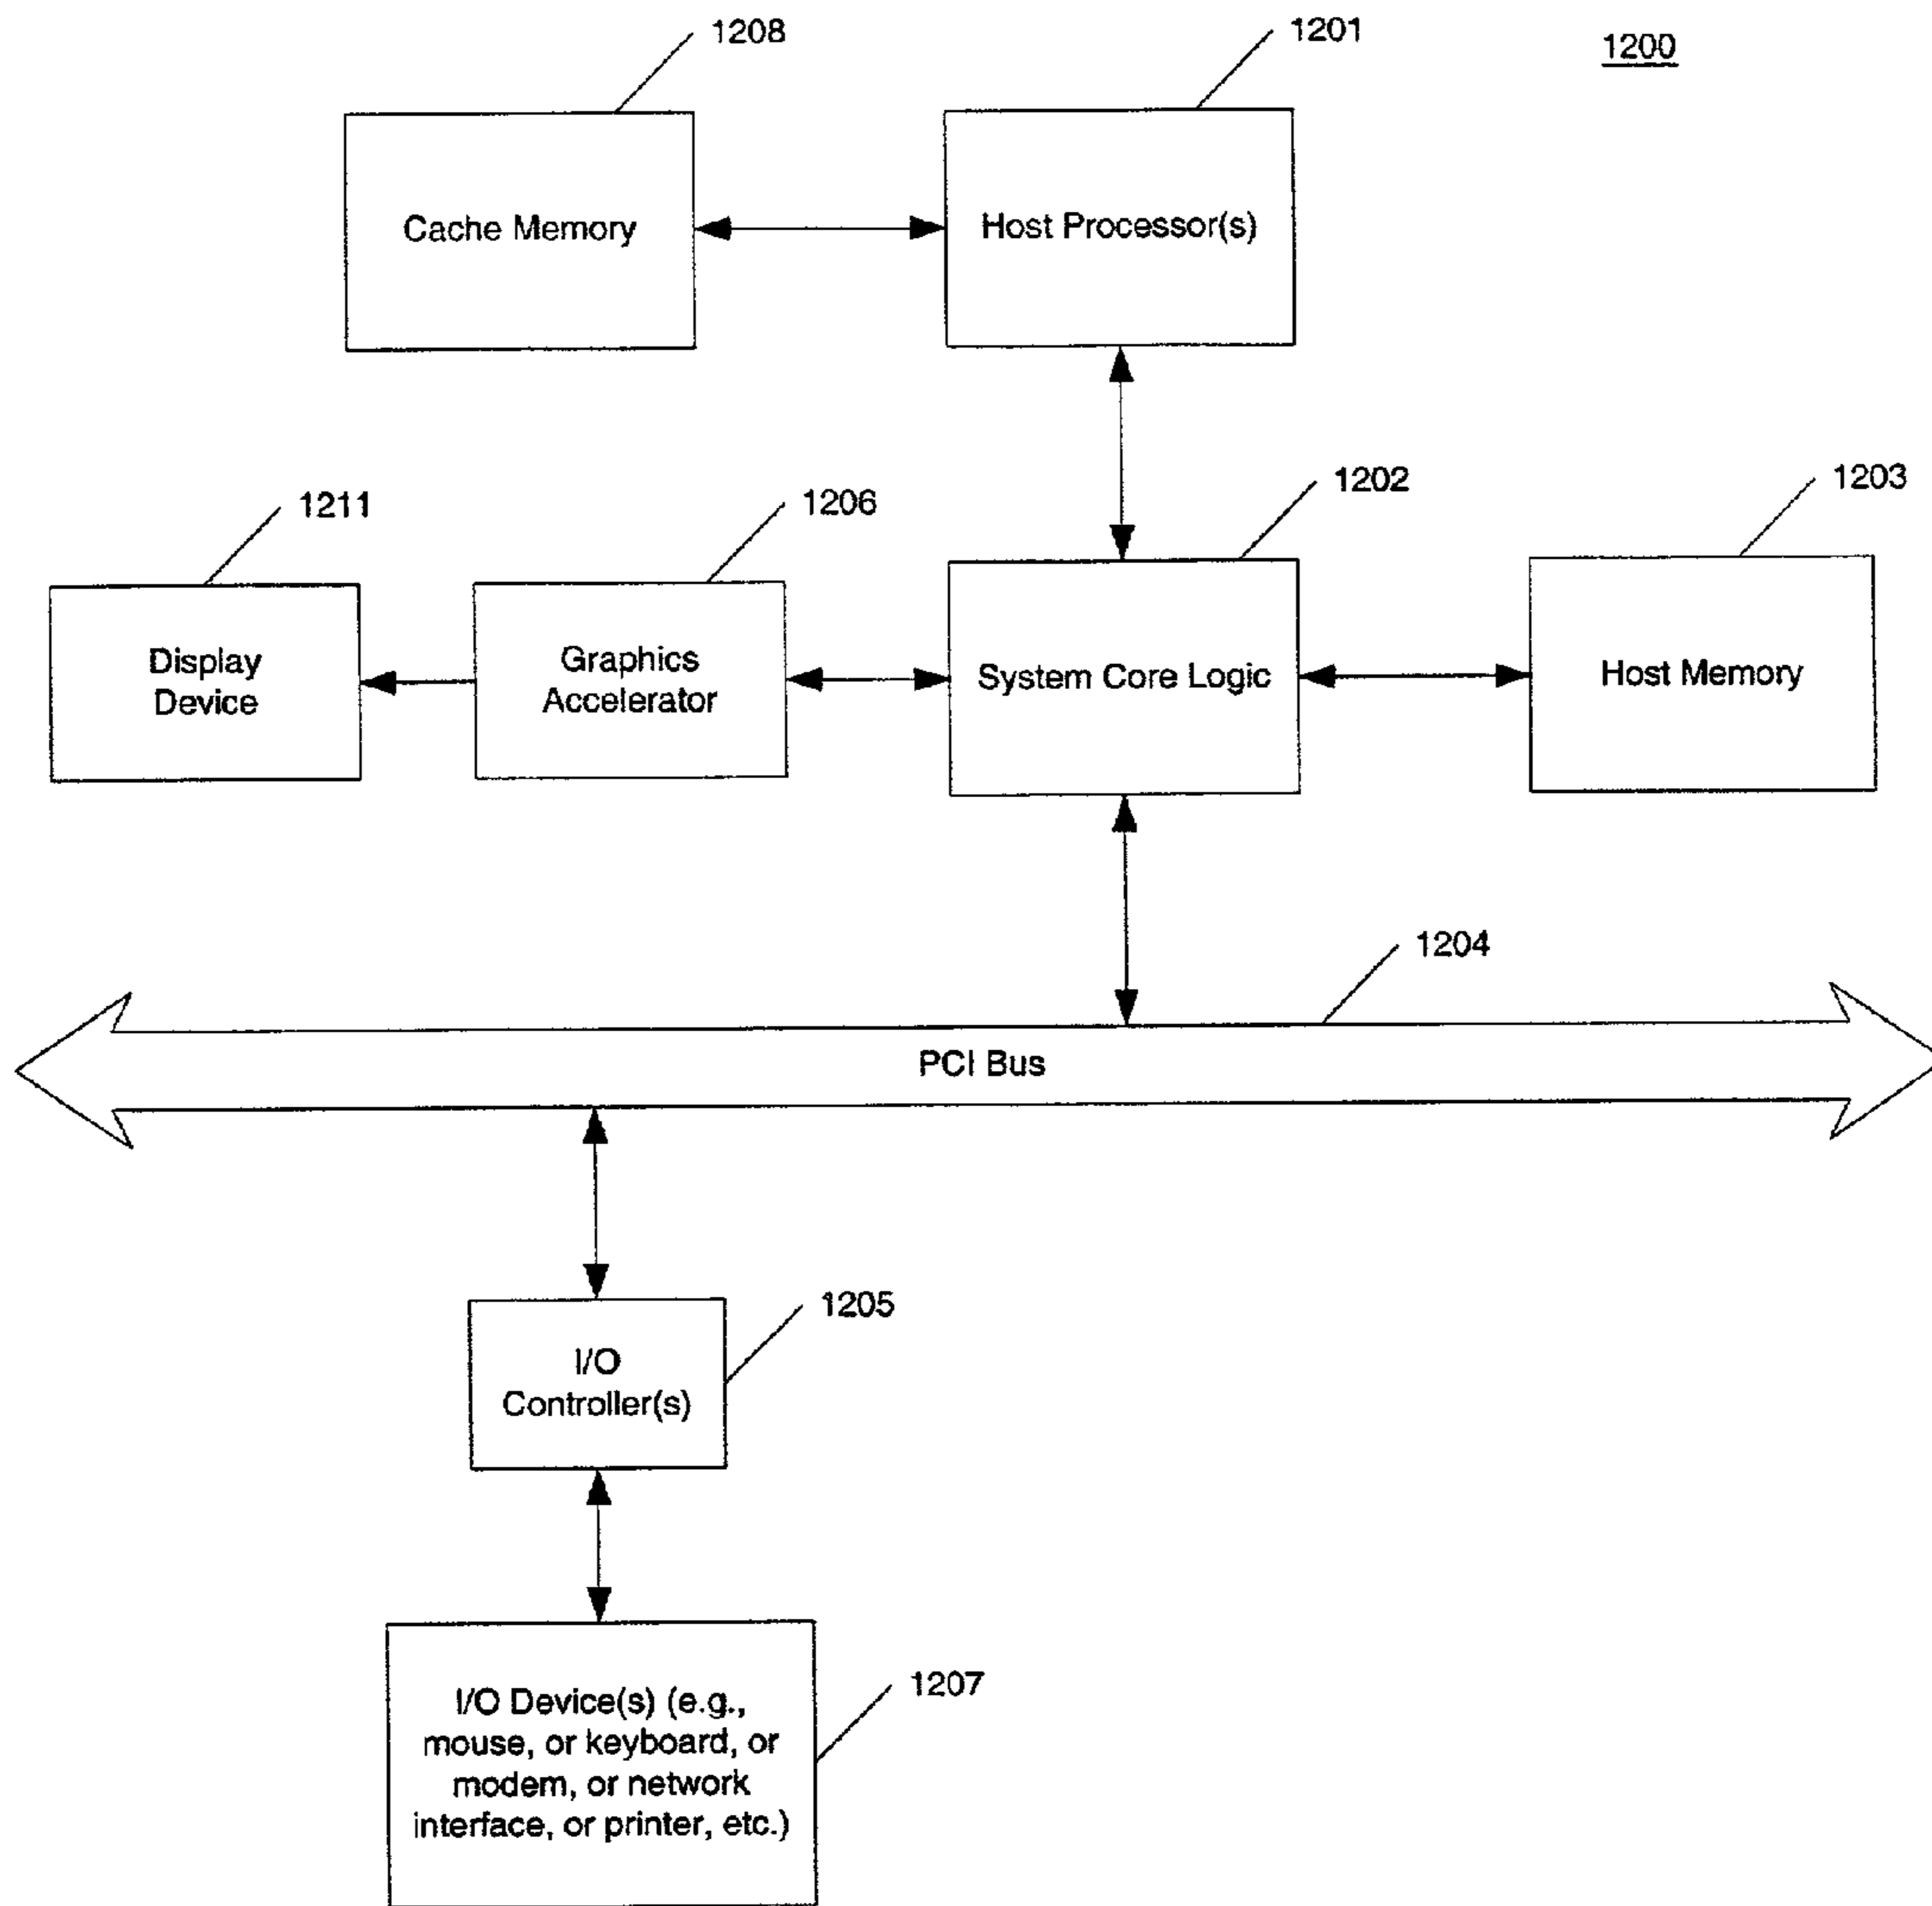 1208
1201
1200
Cache Memory
Host Processor(s)
1211
1206
1202
1203
Display
Device
Graphics
Accelerator
System Core Logic
Host Memory
1204
PCI Bus
1205
I/O
Controller(s)
1207
I/O Device(s) (e.g.,
mouse, or keyboard, or
modem, or network
interface, or printer, etc.)